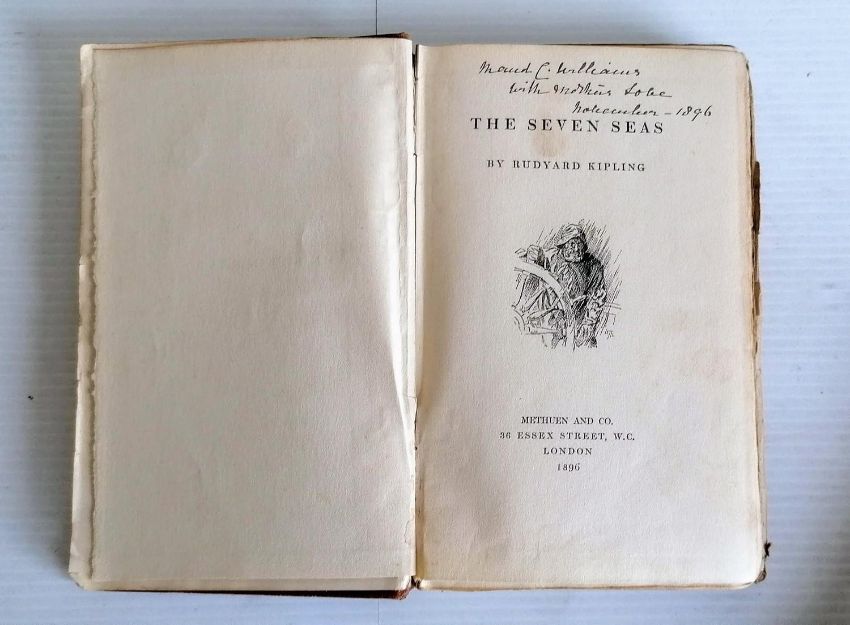 Maud C. Williams
with Mother's Love
November - 1896
THE SEVEN SEAS
BY RUDYARD KIPLING
METHUEN AND CO.
36 ESSEX STREET, W.C.
LONDON
1896